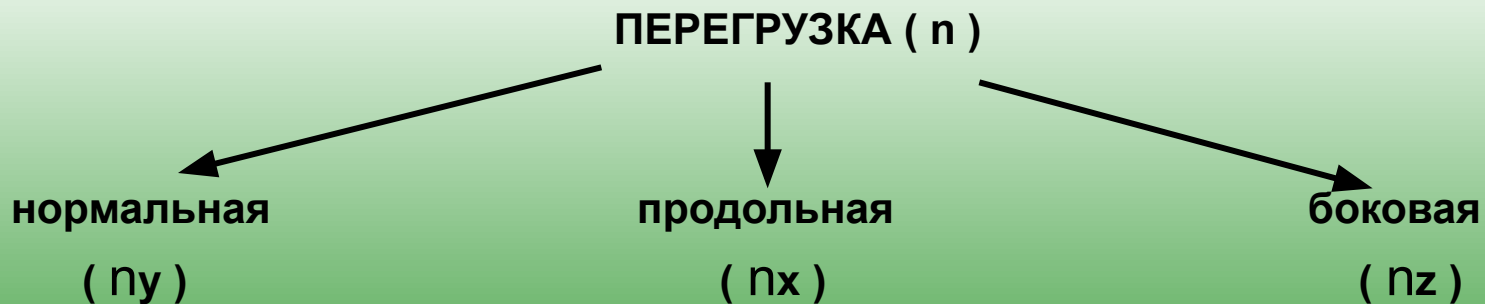 ПЕРЕГРУЗКА ( n )
нормальная продольная боковая
( ny ) ( nx ) ( nz )